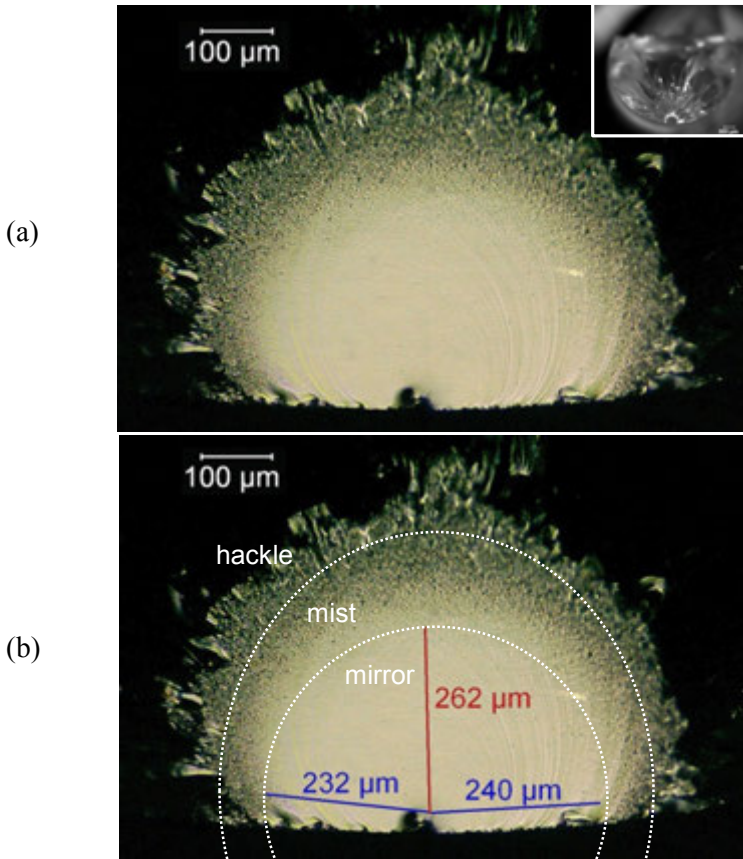 100 µm
(a)
100 µm
hackle
mist
(b)
mirror
262 µm
232 µm
240 µm